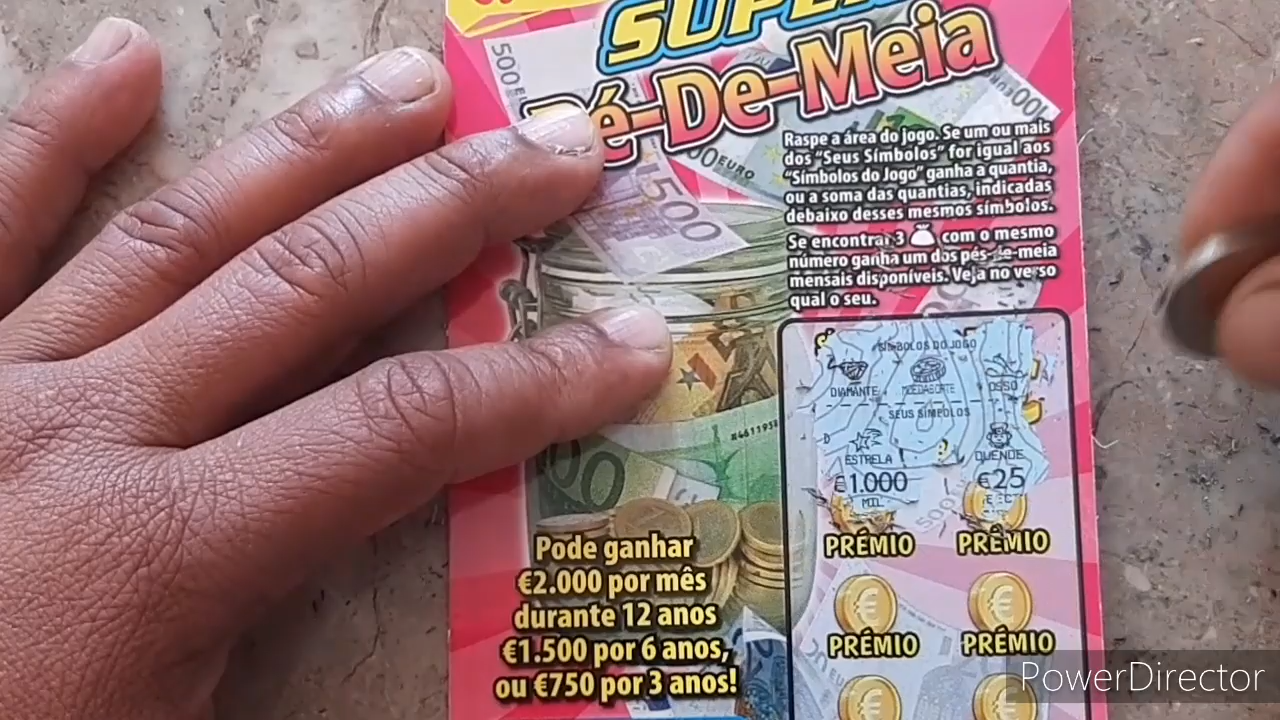 SUPER
Pé-De-Meia
500
Raspe a área do jogo. Se um ou mais
dos "Seus Símbolos" for igual aos
"Símbolos do Jogo" ganha a quantia,
ou a soma das quantias, indicadas
debaixo desses mesmos símbolos.
Se encontrar 3 com o mesmo
número ganha um dos pés-de-meia
mensais disponíveis. Veja no verso
qual o seu.
EURO
500
SÍMBOLOS DO JOGO
DIAMANTE MOEDASORTE OSSO
SEUS SÍMBOLOS
ESTRELA DUENDE
€1.000 €25
MIL
PRÉMIO PRÉMIO
PRÉMIO PRÉMIO
Pode ganhar
€2.000 por mês
durante 12 anos
€1.500 por 6 anos,
ou €750 por 3 anos!
PowerDirector